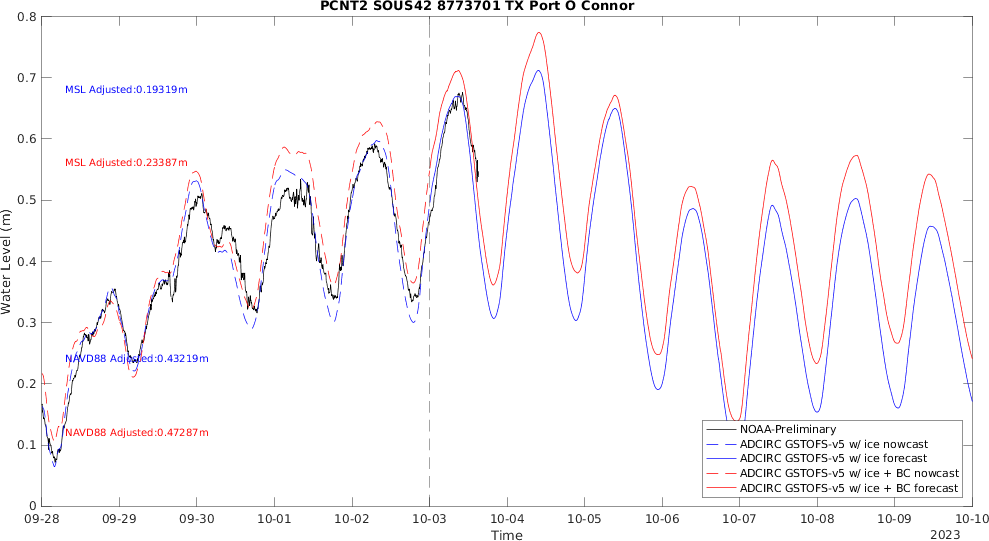 PCNT2 SOUS42 8773701 TX Port O Connor
0.8
0.7
0.6
0.5
0.4
0.3
0.2
0.1
0
Water Level (m)
MSL Adjusted:0.19319m
MSL Adjusted:0.23387m
NAVD88 Adjusted:0.43219m
NAVD88 Adjusted:0.47287m
NOAA-Preliminary
ADCIRC GSTOFS-v5 w/ ice nowcast
ADCIRC GSTOFS-v5 w/ ice forecast
ADCIRC GSTOFS-v5 w/ ice + BC nowcast
ADCIRC GSTOFS-v5 w/ ice + BC forecast
09-28 09-29 09-30 10-01 10-02 10-03 10-04 10-05 10-06 10-07 10-08 10-09 10-10
Time
2023